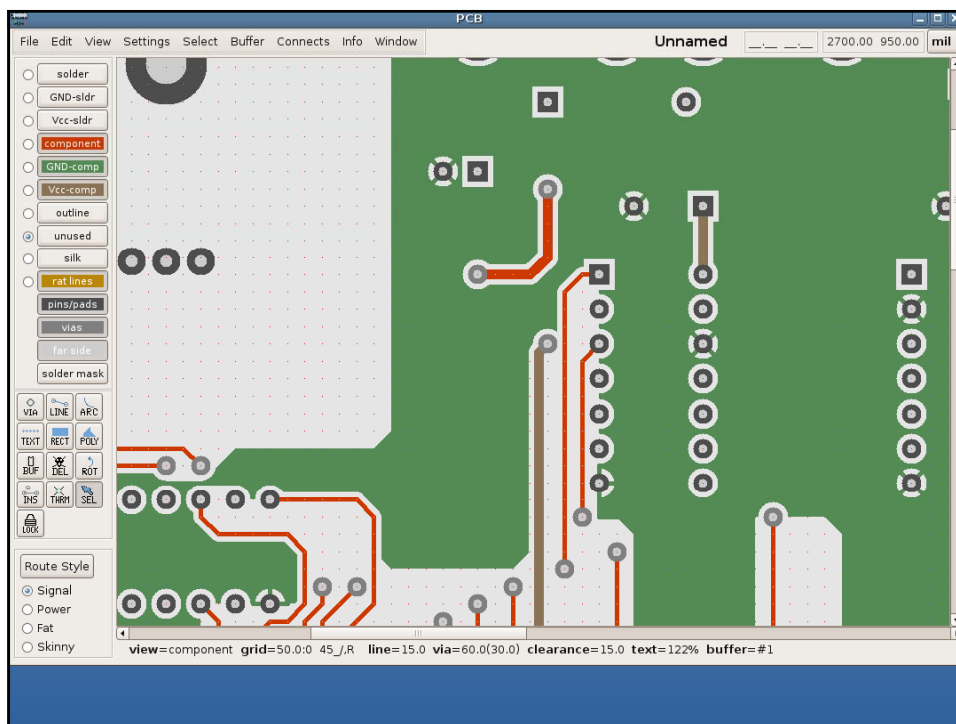 PCB
File Edit View Settings Select Buffer Connects Info Window Unnamed __.__ __.__ 2700.00 950.00 mil
solder
GND-sldr
Vcc-sldr
component
GND-comp
Vcc-comp
outline
unused
silk
rat lines
pins/pads
vias
far side
solder mask
VIA LINE ARC
TEXT RECT POLY
BUF DEL ROT
INS THRM SEL
LOCK
Route Style
Signal
Power
Fat
Skinny
view=component grid=50.0:0 45_/,R line=15.0 via=60.0(30.0) clearance=15.0 text=122% buffer=#1